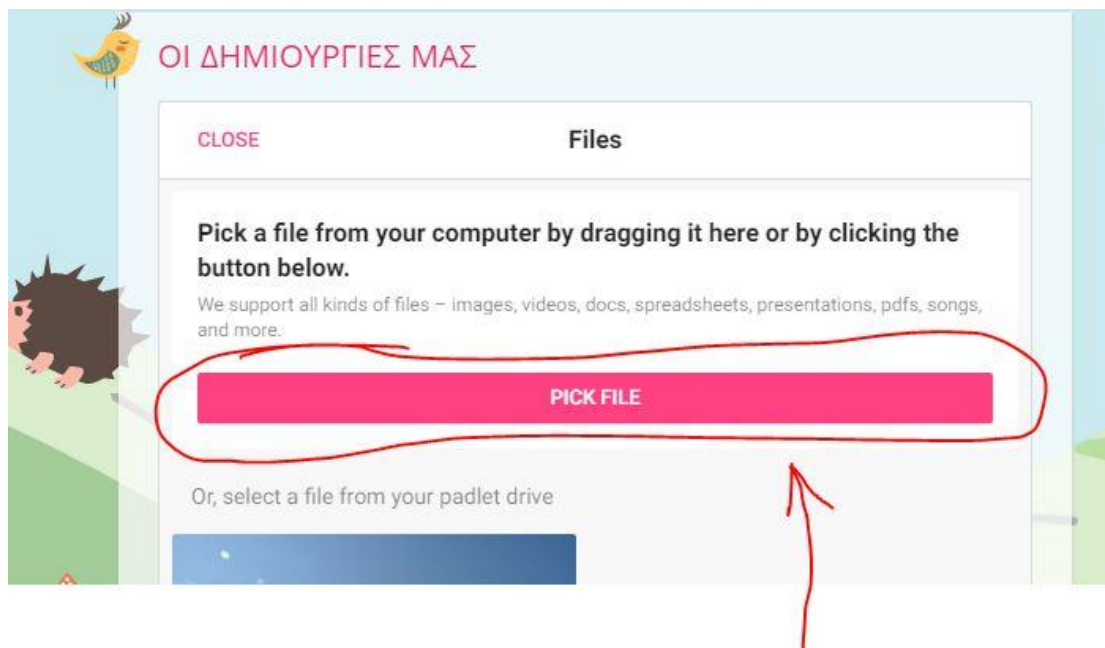 ΟΙ ΔΗΜΙΟΥΡΓΙΕΣ ΜΑΣ
CLOSE
Files
Pick a file from your computer by dragging it here or by clicking the
button below.
We support all kinds of files – images, videos, docs, spreadsheets, presentations, pdfs, songs,
and more.
PICK FILE
Or, select a file from your padlet drive